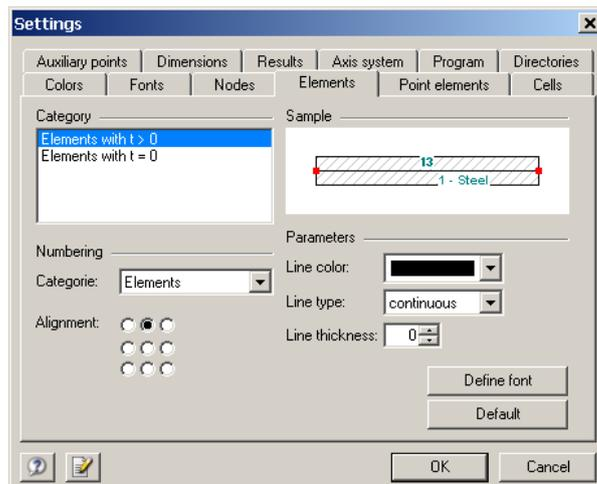 Settings
Auxiliary points Dimensions Results Axis system Program Directories
Colors Fonts Nodes Elements Point elements Cells
Category
Elements with t > 0
Elements with t = 0
Sample
13
1 - Steel
Numbering
Categorie: Elements
Alignment:
Parameters
Line color:
Line type: continuous
Line thickness: 0
Define font
Default
OK Cancel